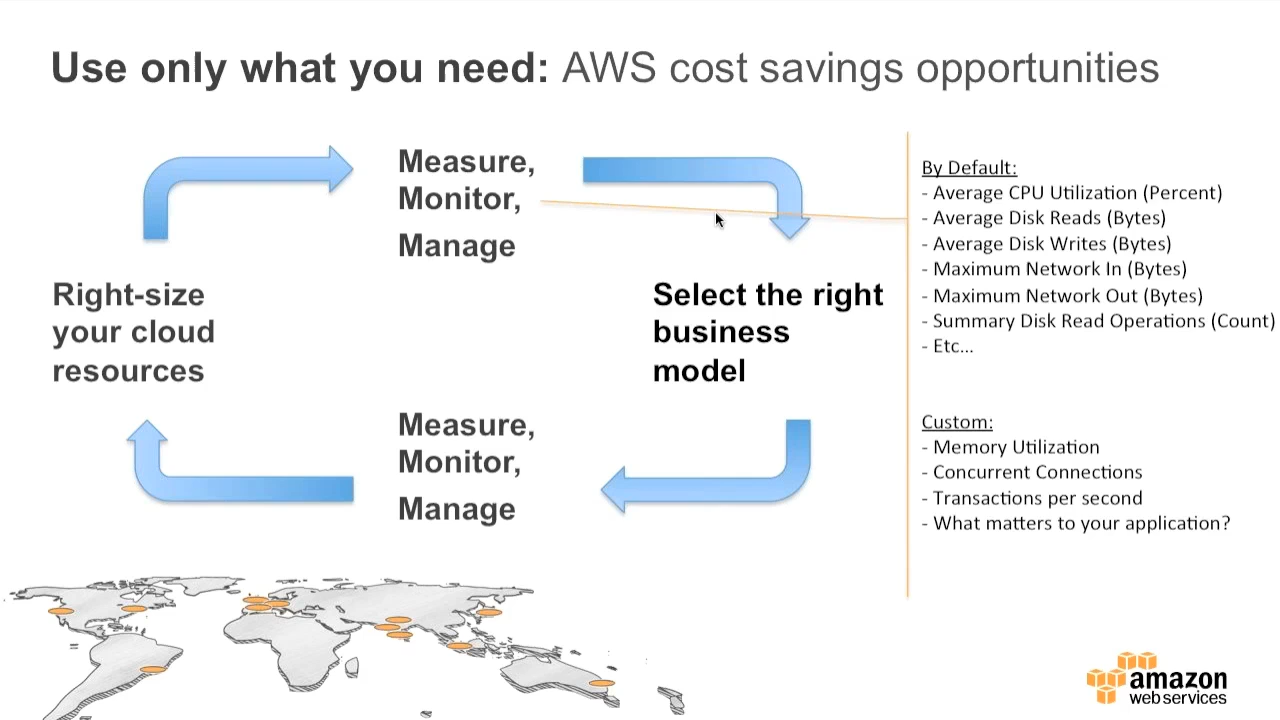 Use only what you need: AWS cost savings opportunities
Measure,
Monitor,
Manage
Right-size
your cloud
resources
Select the right
business
model
Measure,
Monitor,
Manage
By Default:
- Average CPU Utilization (Percent)
- Average Disk Reads (Bytes)
- Average Disk Writes (Bytes)
- Maximum Network In (Bytes)
- Maximum Network Out (Bytes)
- Summary Disk Read Operations (Count)
- Etc...
Custom:
- Memory Utilization
- Concurrent Connections
- Transactions per second
- What matters to your application?
amazon
web services